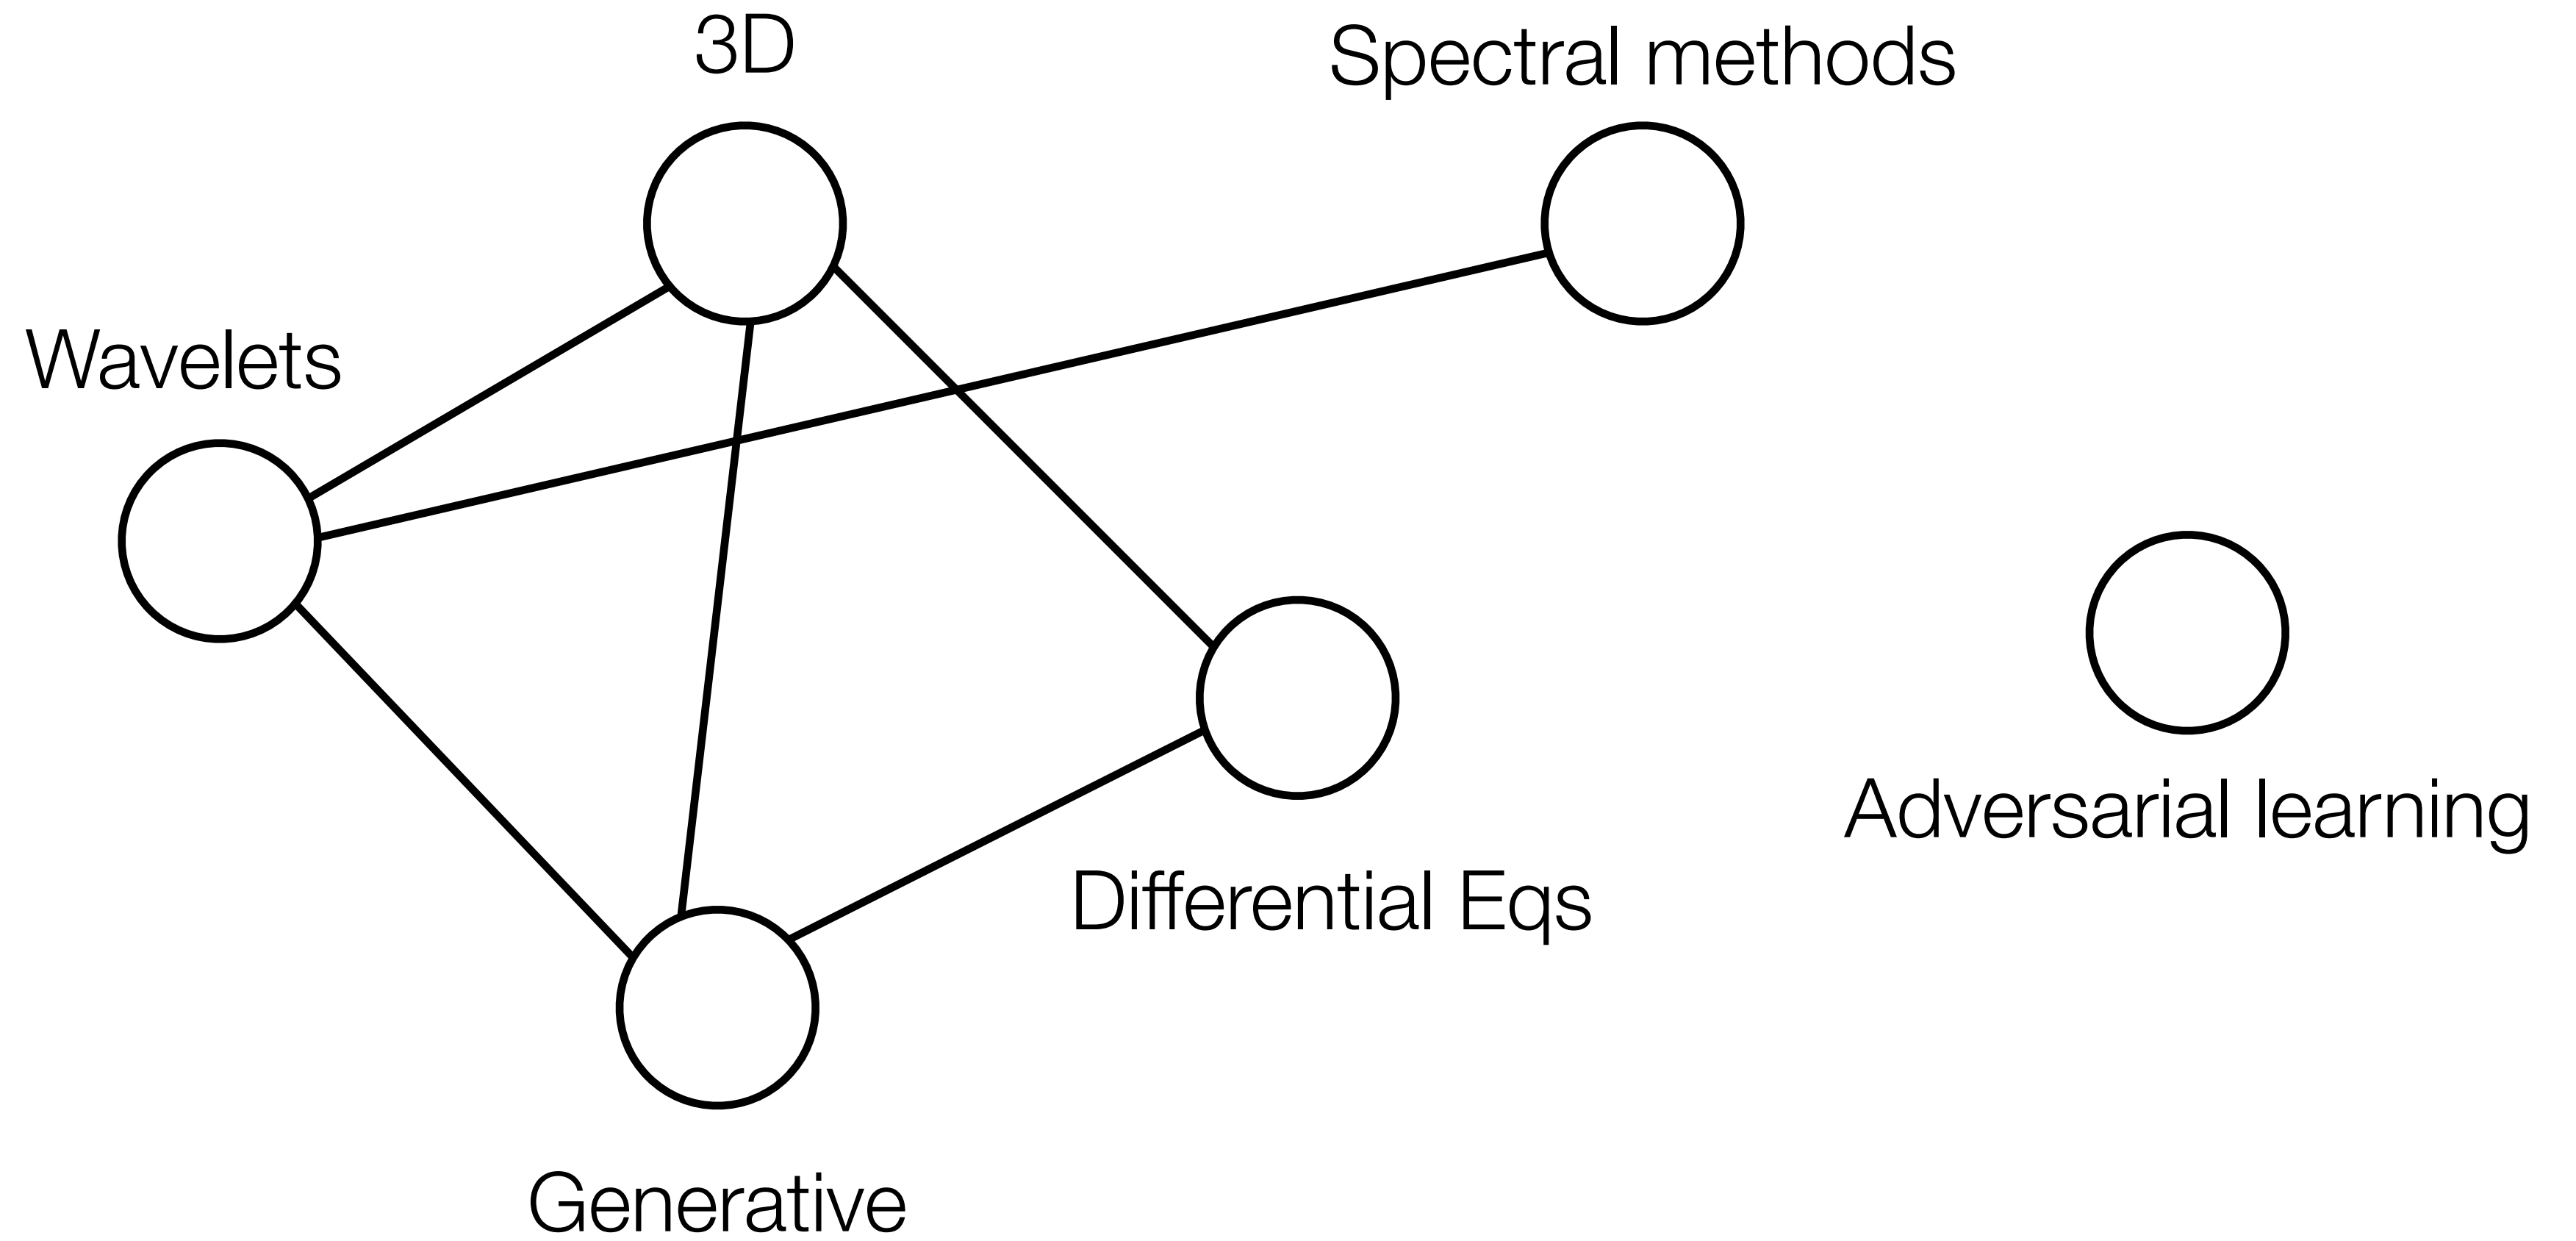 3D
Spectral methods
Wavelets
Adversarial learning
Differential Eqs
Generative